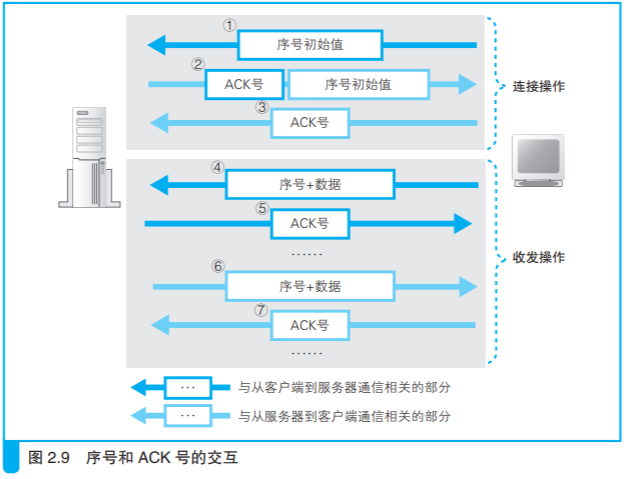 ①
序号初始值
②
ACK号
序号初始值
连接操作
③
ACK号
④
序号+数据
⑤
ACK号
······
收发操作
⑥
序号+数据
⑦
ACK号
······
··· 与从客户端到服务器通信相关的部分
··· 与从服务器到客户端通信相关的部分
图 2.9 序号和 ACK 号的交互